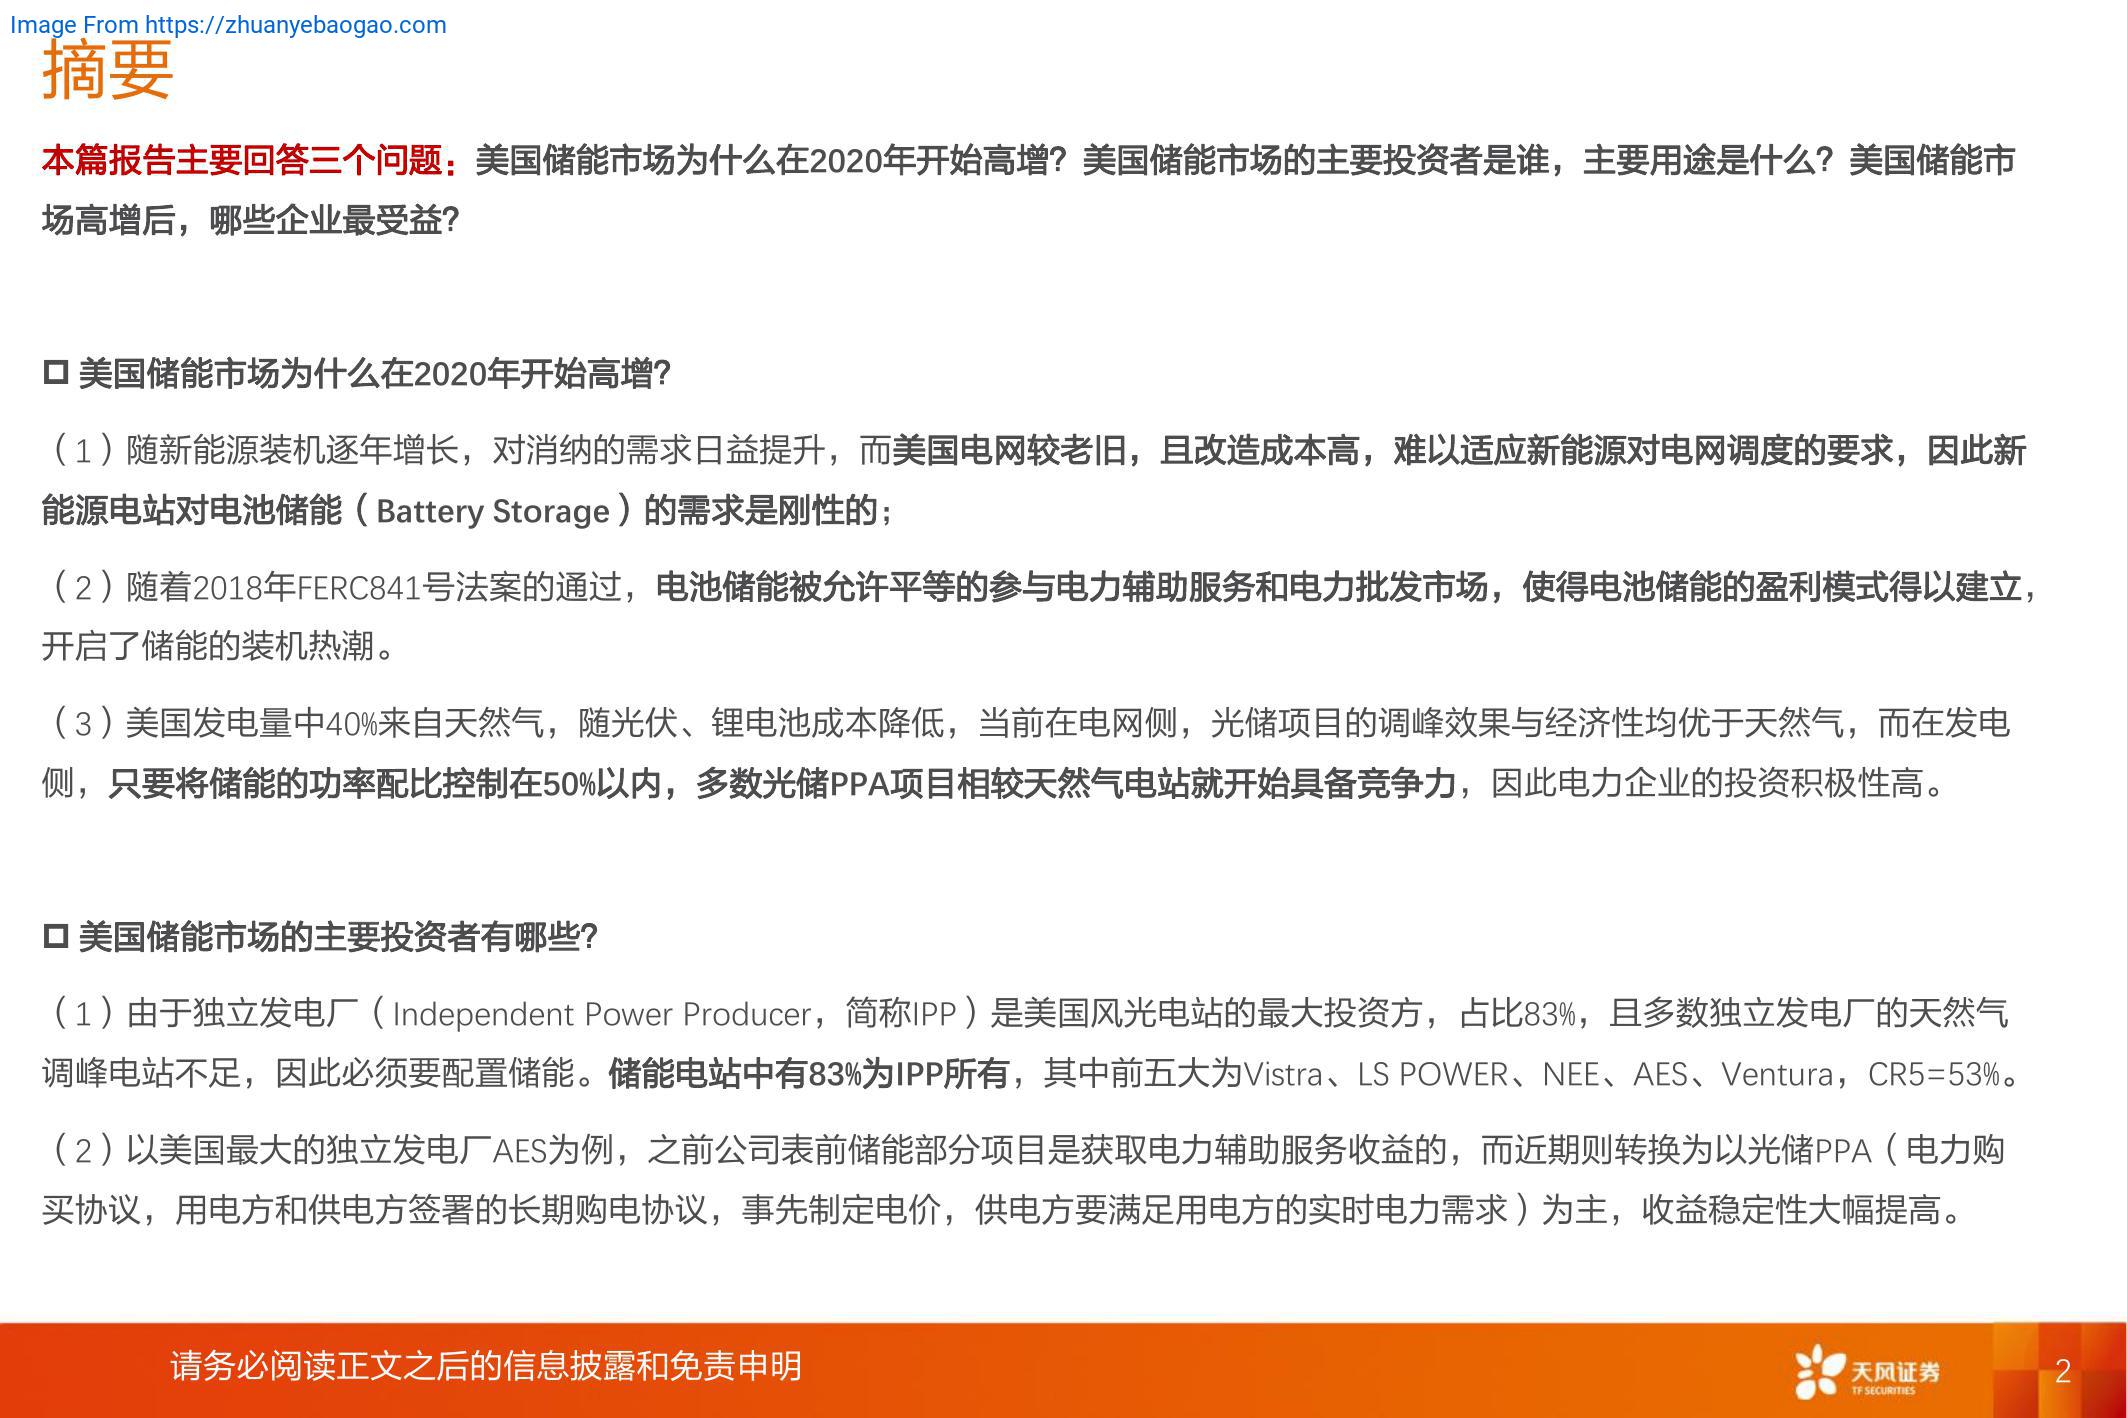 Image From https://zhuanyebaogao.com
摘要
本篇报告主要回答三个问题：美国储能市场为什么在2020年开始高增？美国储能市场的主要投资者是谁，主要用途是什么？美国储能市
场高增后，哪些企业最受益？
美国储能市场为什么在2020年开始高增？
（1）随新能源装机逐年增长，对消纳的需求日益提升，而美国电网较老旧，且改造成本高，难以适应新能源对电网调度的要求，因此新
能源电站对电池储能（Battery Storage）的需求是刚性的；
（2）随着2018年FERC841号法案的通过，电池储能被允许平等的参与电力辅助服务和电力批发市场，使得电池储能的盈利模式得以建立，
开启了储能的装机热潮。
（3）美国发电量中40%来自天然气，随光伏、锂电池成本降低，当前在电网侧，光储项目的调峰效果与经济性均优于天然气，而在发电
侧，只要将储能的功率配比控制在50%以内，多数光储PPA项目相较天然气电站就开始具备竞争力，因此电力企业的投资积极性高。
美国储能市场的主要投资者有哪些？
（1）由于独立发电厂（Independent Power Producer，简称IPP）是美国风光电站的最大投资方，占比83%，且多数独立发电厂的天然气
调峰电站不足，因此必须要配置储能。储能电站中有83%为IPP所有，其中前五大为Vistra、LS POWER、NEE、AES、Ventura，CR5=53%。
（2）以美国最大的独立发电厂AES为例，之前公司表前储能部分项目是获取电力辅助服务收益的，而近期则转换为以光储PPA（电力购
买协议，用电方和供电方签署的长期购电协议，事先制定电价，供电方要满足用电方的实时电力需求）为主，收益稳定性大幅提高。
请务必阅读正文之后的信息披露和免责申明
天风证券
TF SECURITIES
2